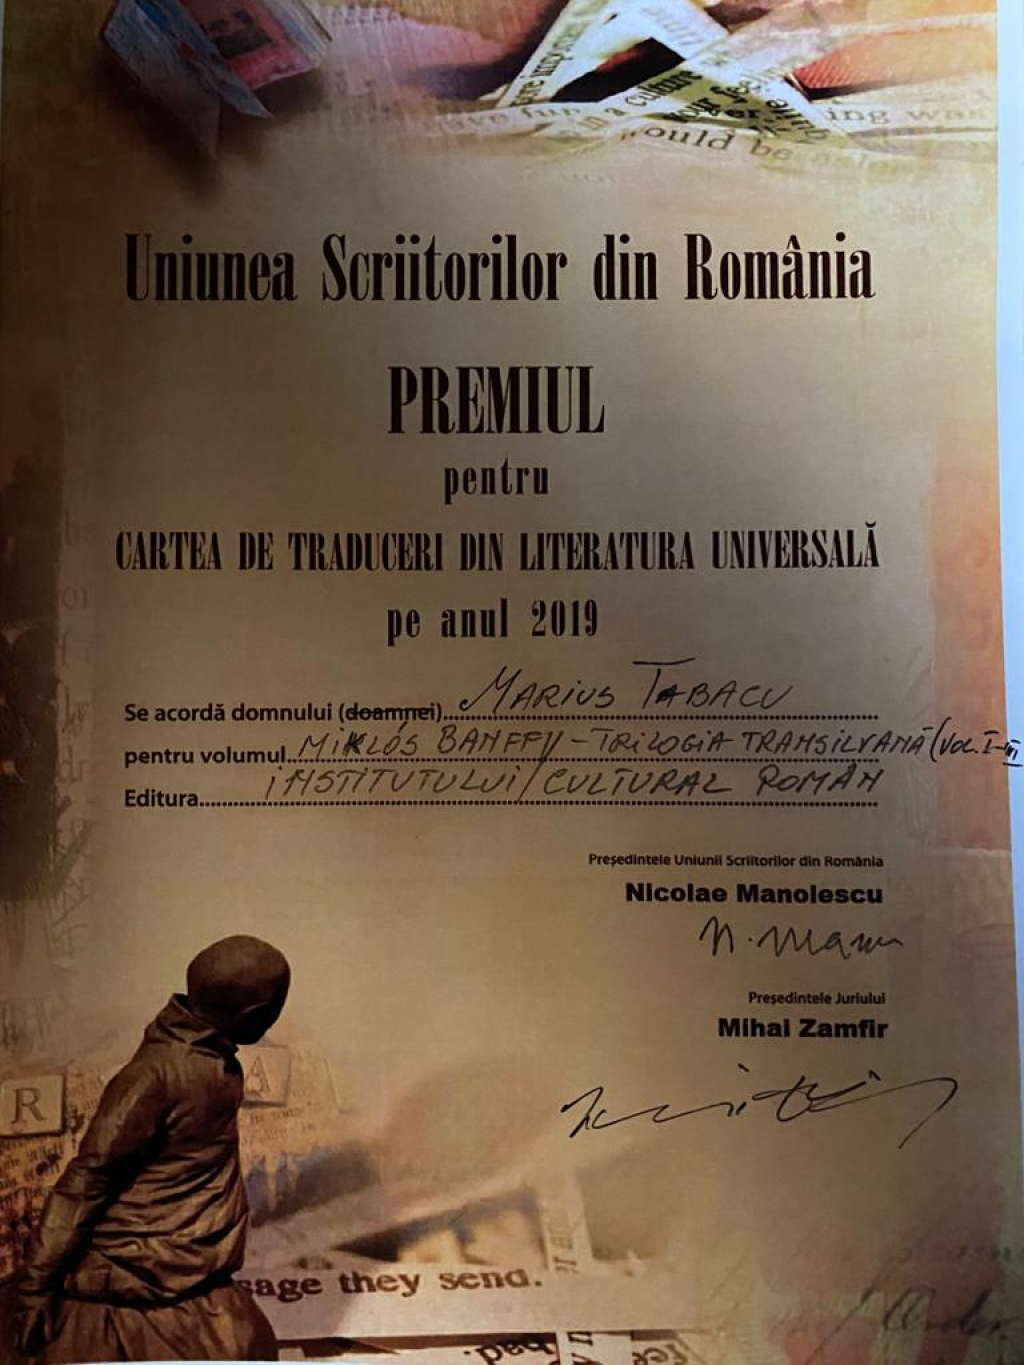 Uniunea Scriitorilor din România
PREMIUL
pentru
CARTEA DE TRADUCERI DIN LITERATURA UNIVERSALĂ
pe anul 2019
Se acordă domnului (doamnei) MARIUS TABACU
pentru volumul MIKLÓS BANFFY - TRILOGIA TRANSILVANĂ (VOL. I-III
Editura INSTITUTULUI CULTURAL ROMÂN
Președintele Uniunii Scriitorilor din România
Nicolae Manolescu
N. Mano
Președintele Juriului
Mihai Zamfir
R
A
sage they send.